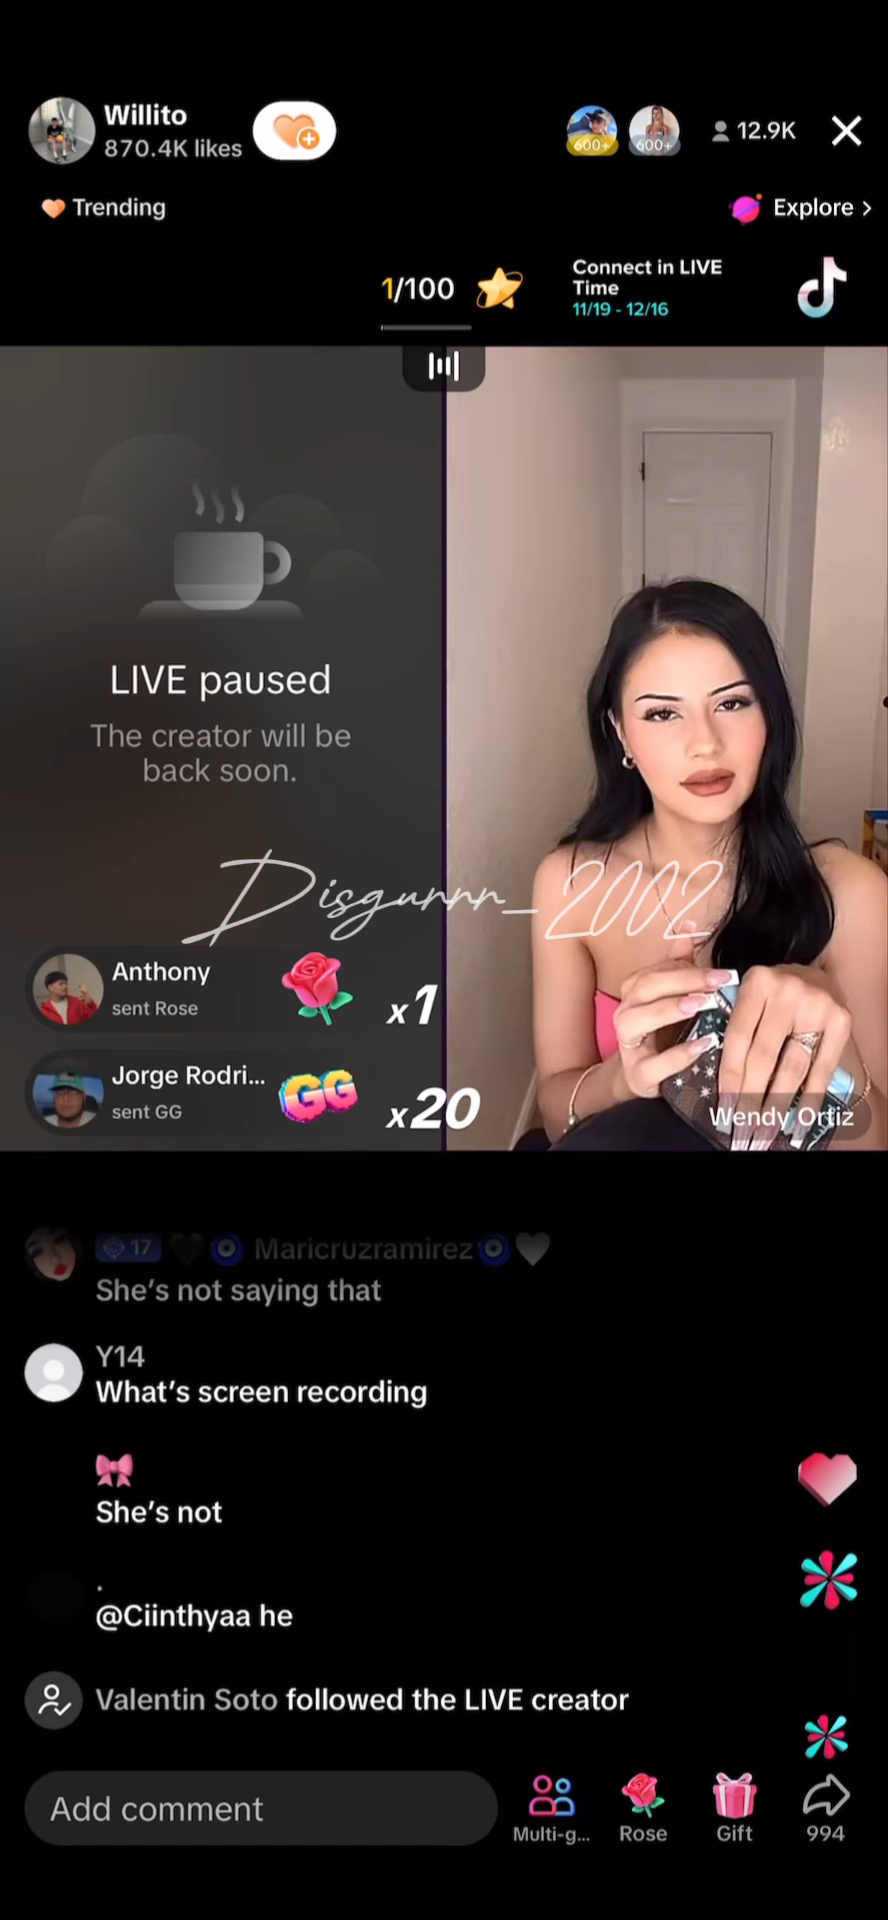 Willito
870.4K likes
600+
600+
12.9K
Trending
Explore >
1/100
Connect in LIVE
Time
11/19 - 12/16
LIVE paused
The creator will be
back soon.
Disgunnr_2002
Anthony
sent Rose
x1
Jorge Rodri...
sent GG
GG
x20
Wendy Ortiz
17
Maricruzramirez
She's not saying that
Y14
What's screen recording
She's not
.
@Ciinthyaa he
Valentin Soto followed the LIVE creator
Add comment
Multi-g...
Rose
Gift
994